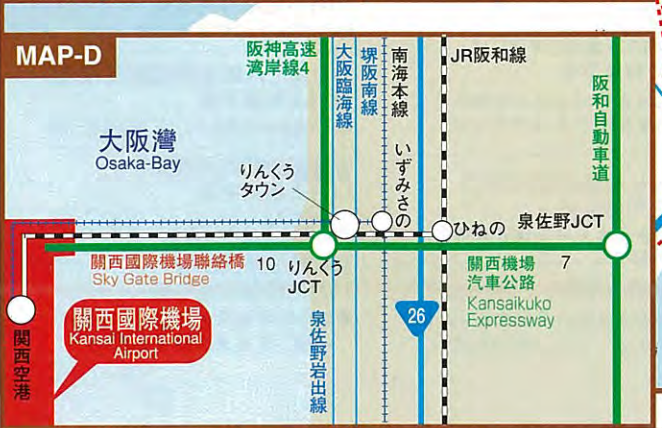 MAP-D
阪神高速
湾岸線4
大阪臨海線
堺阪南線
南海本線
いずみさの
JR阪和線
阪和自動車道
大阪灣
Osaka-Bay
りんくう
タウン
ひねの
泉佐野JCT
關西國際機場聯絡橋
Sky Gate Bridge
10
りんくう
JCT
關西機場
汽車公路
Kansaikuko
Expressway
7
26
泉佐野岩出線
關西國際機場
Kansai International
Airport
関西空港